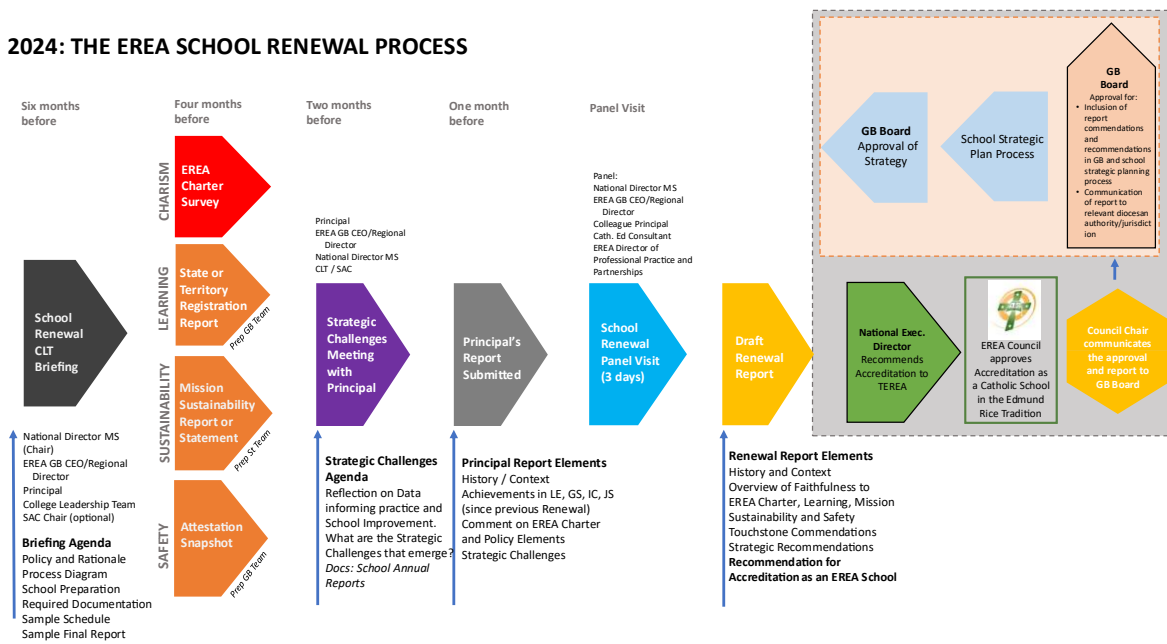 2024: THE EREA SCHOOL RENEWAL PROCESS
Six months
before
School
Renewal
CLT
Briefing
National Director MS
(Chair)
EREA GB CEO/Regional
Director
Principal
College Leadership Team
SAC Chair (optional)
Briefing Agenda
Policy and Rationale
Process Diagram
School Preparation
Required Documentation
Sample Schedule
Sample Final Report
Four months
before
CHARISM
EREA
Charter
Survey
LEARNING
State or
Territory
Registration
Report
Prep GB Team
SUSTAINABILITY
Mission
Sustainability
Report or
Statement
Prep St Team
SAFETY
Attestation
Snapshot
Prep GB Team
Two months
before
Principal
EREA GB CEO/Regional
Director
National Director MS
CLT / SAC
Strategic
Challenges
Meeting
with
Principal
Strategic Challenges
Agenda
Reflection on Data
informing practice and
School Improvement.
What are the Strategic
Challenges that emerge?
Docs: School Annual
Reports
One month
before
Principal's
Report
Submitted
Principal Report Elements
History / Context
Achievements in LE, GS, IC, JS
(since previous Renewal)
Comment on EREA Charter
and Policy Elements
Strategic Challenges
Panel Visit
Panel:
National Director MS
EREA GB CEO/Regional
Director
Colleague Principal
Cath. Ed Consultant
EREA Director of
Professional Practice and
Partnerships
School
Renewal
Panel Visit
(3 days)
Draft
Renewal
Report
Renewal Report Elements
History and Context
Overview of Faithfulness to
EREA Charter, Learning, Mission
Sustainability and Safety
Touchstone Commendations
Strategic Recommendations
Recommendation for
Accreditation as an EREA School
National Exec.
Director
Recommends
Accreditation to
TEREA
EREA Council
approves
Accreditation as
a Catholic School
in the Edmund
Rice Tradition
Council Chair
communicates
the approval
and report to
GB Board
GB
Board
Approval for:
• Inclusion of
report
commendations
and
recommendations
in GB and school
strategic planning
process
• Communication
of report to
relevant diocesan
authority/jurisdict
ion
School Strategic
Plan Process
GB Board
Approval of
Strategy